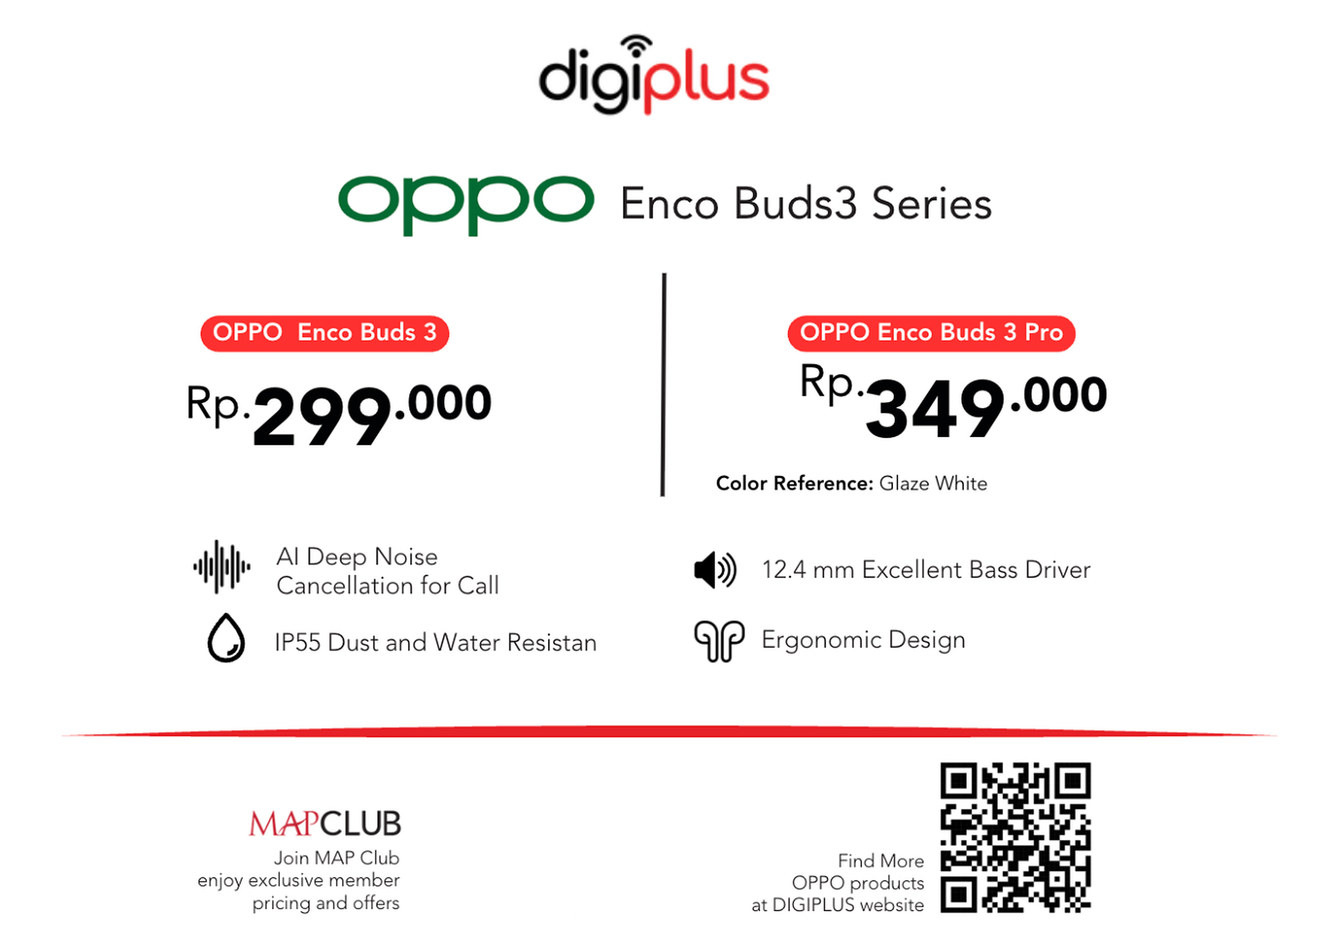 digiplus
oppo Enco Buds3 Series
OPPO Enco Buds 3
Rp.299.000
OPPO Enco Buds 3 Pro
Rp.349.000
Color Reference: Glaze White
AI Deep Noise
Cancellation for Call
IP55 Dust and Water Resistan
12.4 mm Excellent Bass Driver
Ergonomic Design
MAPCLUB
Join MAP Club
enjoy exclusive member
pricing and offers
Find More
OPPO products
at DIGIPLUS website